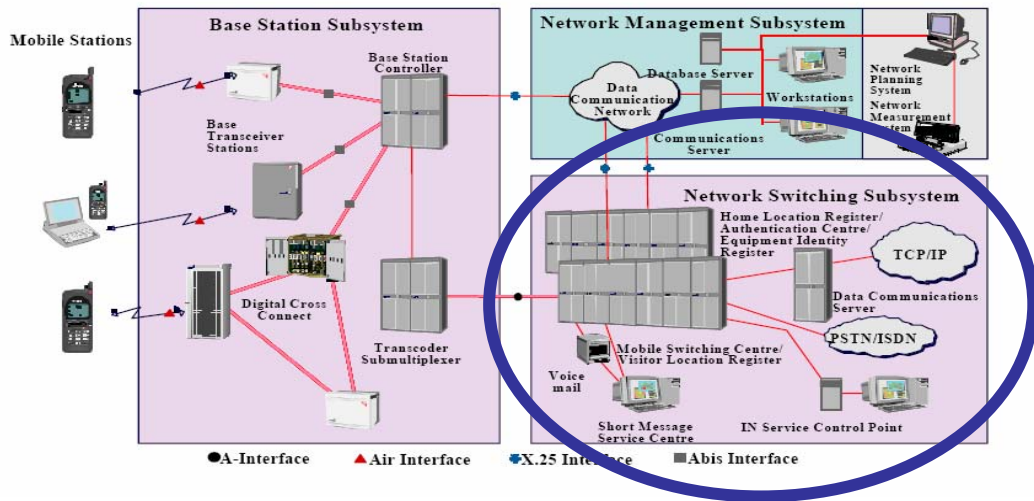 Mobile Stations
Base Station Subsystem
Base Station
Controller
Base
Transceiver
Stations
Digital Cross
Connect
Transcoder
Submultiplexer
Network Management Subsystem
Database Server
Data
Communication
Network
Workstations
Communications
Server
Network
Planning
System
Network
Measurement
System
Network Switching Subsystem
Home Location Register/
Authentication Centre/
Equipment Identity
Register
TCP/IP
Data Communications
Server
PSTN/ISDN
Mobile Switching Centre/
Visitor Location Register
Voice
mail
Short Message
Service Centre
IN Service Control Point
A-Interface
Air Interface
X.25 Interface
Abis Interface